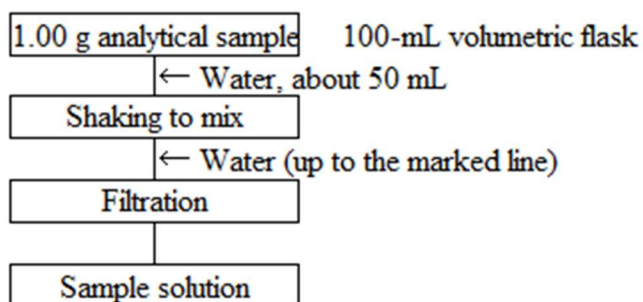 1.00 g analytical sample 100-mL volumetric flask
← Water, about 50 mL
Shaking to mix
← Water (up to the marked line)
Filtration
Sample solution